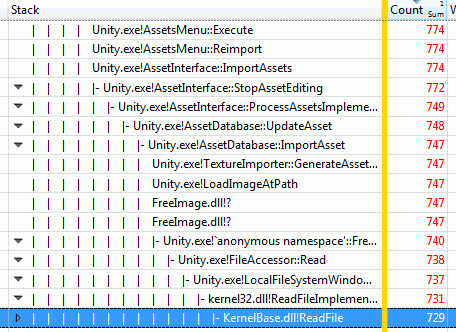 Stack Count Sum 1
Unity.exe!AssetsMenu::Execute 774
Unity.exe!AssetsMenu::Reimport 774
Unity.exe!AssetInterface::ImportAssets 774
|- Unity.exe!AssetInterface::StopAssetEditing 772
|- Unity.exe!AssetInterface::ProcessAssetsImpleme... 749
|- Unity.exe!AssetDatabase::UpdateAsset 748
|- Unity.exe!AssetDatabase::ImportAsset 747
Unity.exe!TextureImporter::GenerateAsset... 747
Unity.exe!LoadImageAtPath 747
FreeImage.dll!? 747
FreeImage.dll!? 747
|- Unity.exe!`anonymous namespace'::Fre... 740
|- Unity.exe!FileAccessor::Read 738
|- Unity.exe!LocalFileSystemWindo... 737
|- kernel32.dll!ReadFileImplemen... 731
|- KernelBase.dll!ReadFile 729